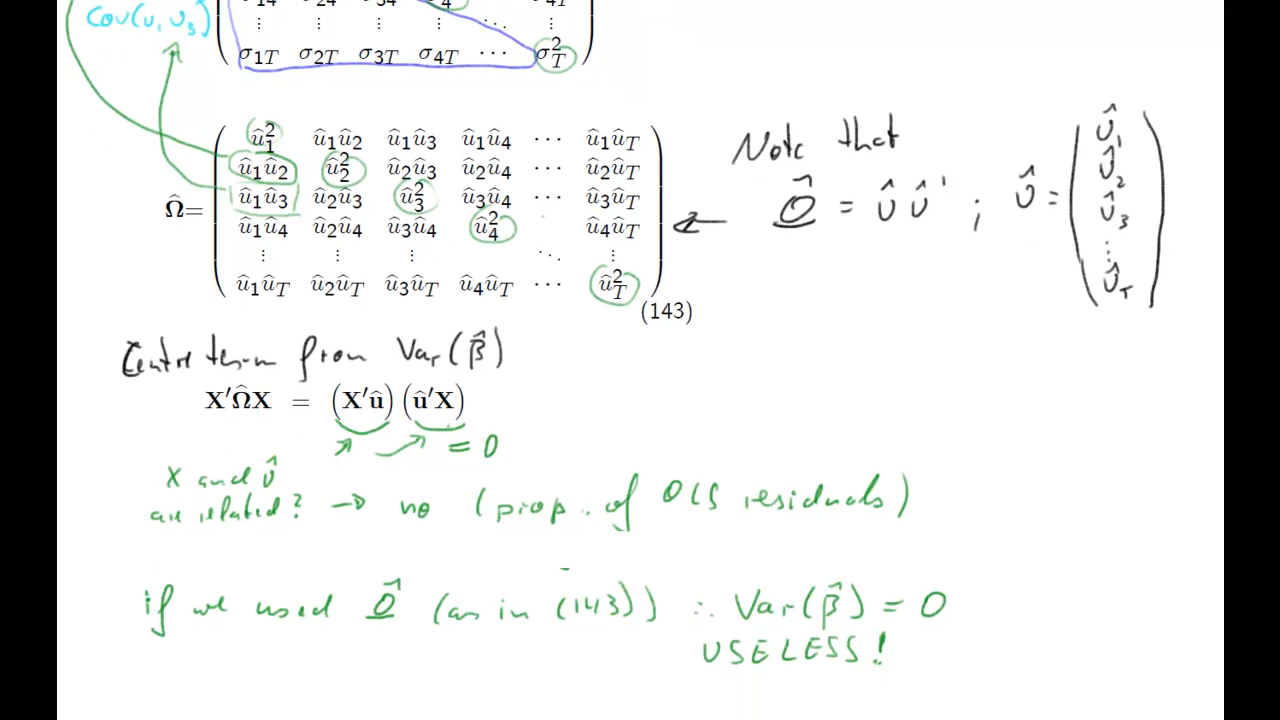 Cov(u₁ u₃)
⋮ ⋮ ⋮ ⋮ ⋱ ⋮
σ₁T σ₂T σ₃T σ₄T ⋯ σ²T
û²₁ û₁û₂ û₁û₃ û₁û₄ ⋯ û₁ûT
û₁û₂ û²₂ û₂û₃ û₂û₄ û₂ûT
û₁û₃ û₂û₃ û²₃ û₃û₄ û₃ûT
Ω̂=
û₁û₄ û₂û₄ û₃û₄ û²₄ û₄ûT
⋮ ⋮ ⋮ ⋱ ⋮
û₁ûT û₂ûT û₃ûT û₄ûT ⋯ û²T
(143)
Note that
Ω̂ = û û' ; û = (û₁ û₂ û₃ ⋮ ûT)
Centre term from Var(β̂)
X′Ω̂X = (X′û) (û′X)
= 0
X and û
are related? → no (prop. of OLS residuals)
if we used Ω̂ (as in (143)) ∴ Var(β̂) = 0
USELESS!